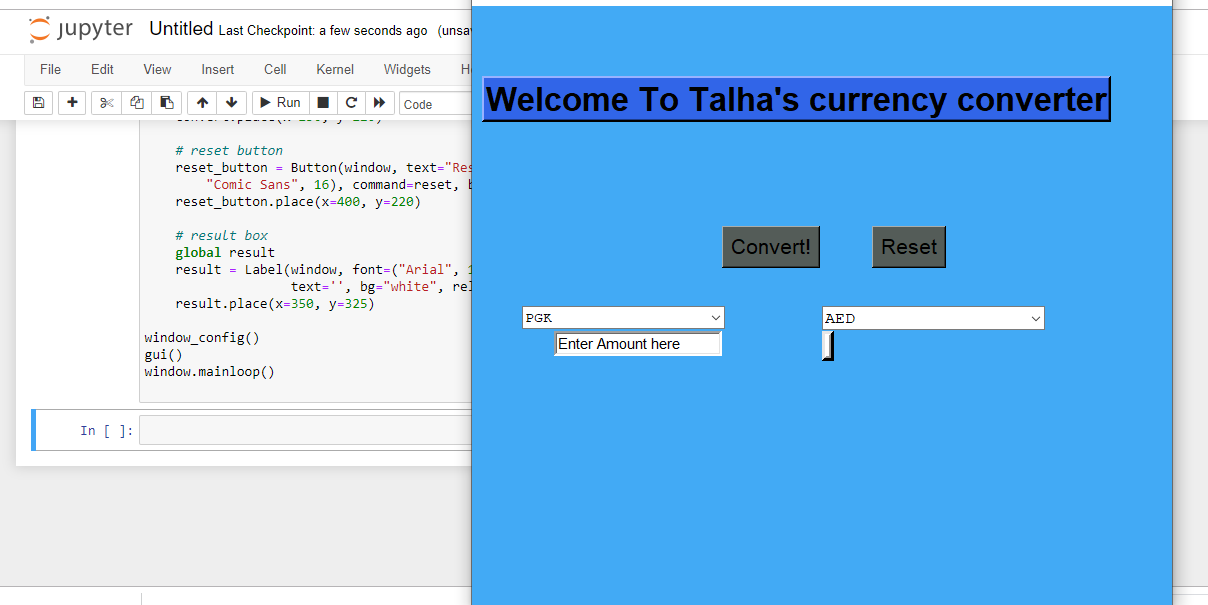 jupyter Untitled Last Checkpoint: a few seconds ago (unsa
File Edit View Insert Cell Kernel Widgets H
Run Code
# reset button
reset_button = Button(window, text="Res
"Comic Sans", 16), command=reset, b
reset_button.place(x=400, y=220)
# result box
global result
result = Label(window, font=("Arial", 1
text='', bg="white", rel
result.place(x=350, y=325)
window_config()
gui()
window.mainloop()
In [ ]:
Welcome To Talha's currency converter
Convert! Reset
PGK AED
Enter Amount here